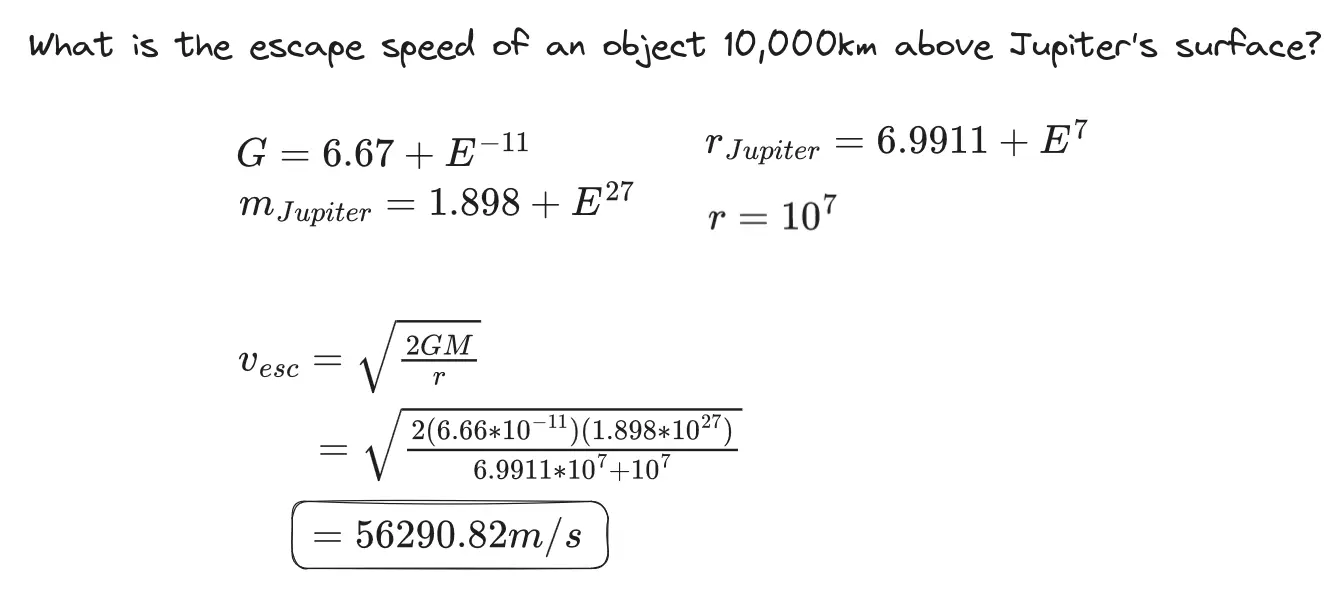 What is the escape speed of an object 10,000km above Jupiter's surface?
G = 6.67 + E^{-11}
m_{Jupiter} = 1.898 + E^{27}
r_{Jupiter} = 6.9911 + E^7
r = 10^7
v_{esc} = \sqrt{\frac{2GM}{r}}
= \sqrt{\frac{2(6.66*10^{-11})(1.898*10^{27})}{6.9911*10^7+10^7}}
= 56290.82m/s